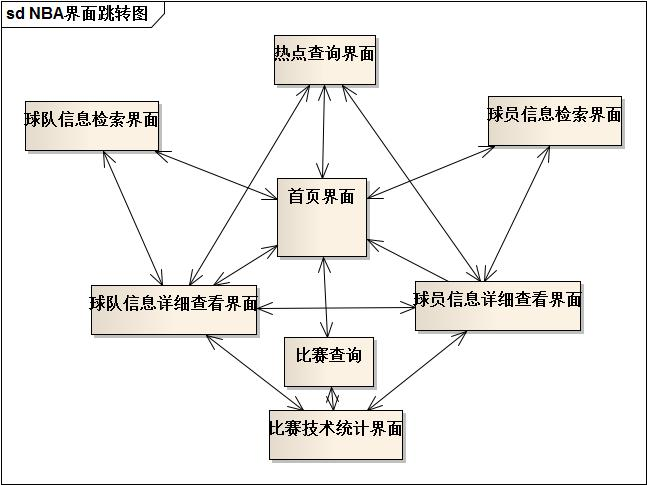 sd NBA界面跳转图
热点查询界面
球队信息检索界面
球员信息检索界面
首页界面
球队信息详细查看界面
球员信息详细查看界面
比赛查询
比赛技术统计界面